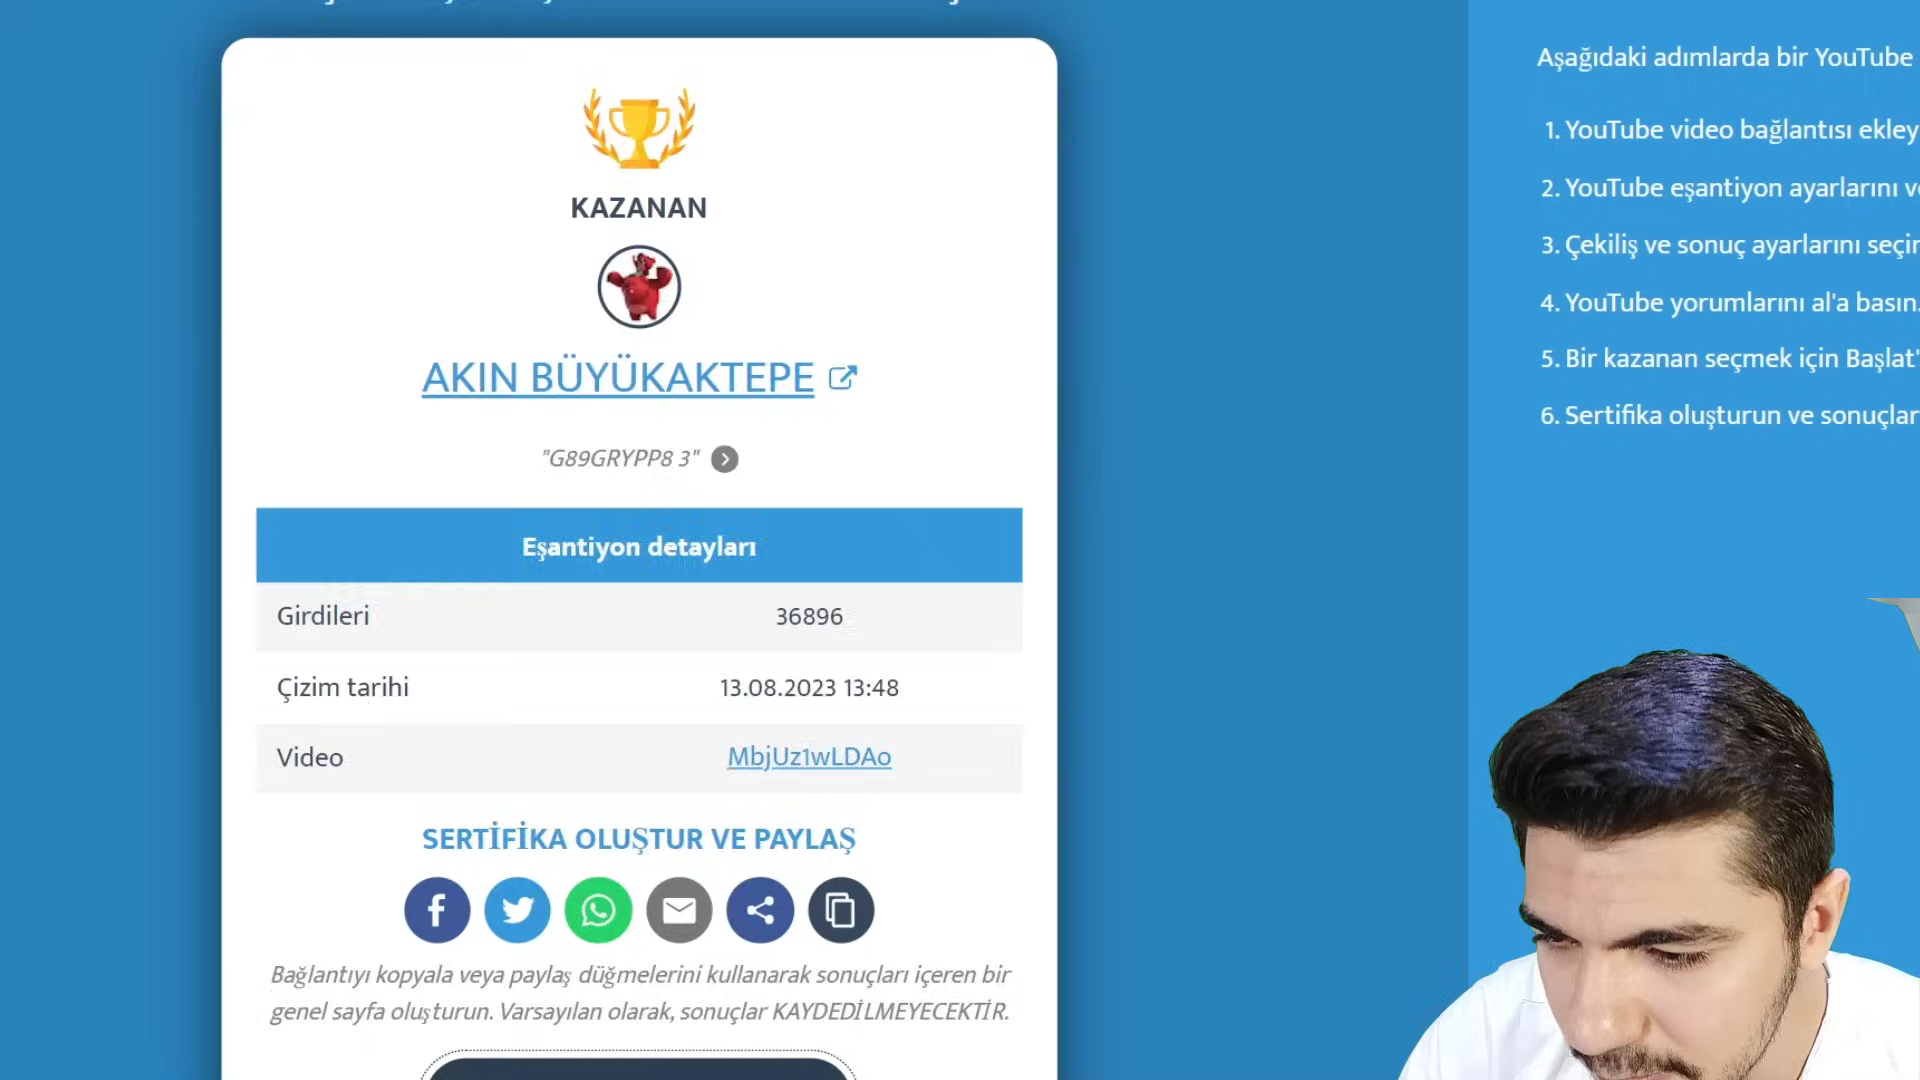 KAZANAN
AKIN BÜYÜKAKTEPE
"G89GRYPP8 3"
Eşantiyon detayları
Girdileri 36896
Çizim tarihi 13.08.2023 13:48
Video MbjUz1wLDAo
SERTİFİKA OLUŞTUR VE PAYLAŞ
Bağlantıyı kopyala veya paylaş düğmelerini kullanarak sonuçları içeren bir
genel sayfa oluşturun. Varsayılan olarak, sonuçlar KAYDEDİLMEYECEKTİR.
Aşağıdaki adımlarda bir YouTube
1. YouTube video bağlantısı ekley
2. YouTube eşantiyon ayarlarını ve
3. Çekiliş ve sonuç ayarlarını seçin
4. YouTube yorumlarını al'a basın.
5. Bir kazanan seçmek için Başlat'
6. Sertifika oluşturun ve sonuçlar